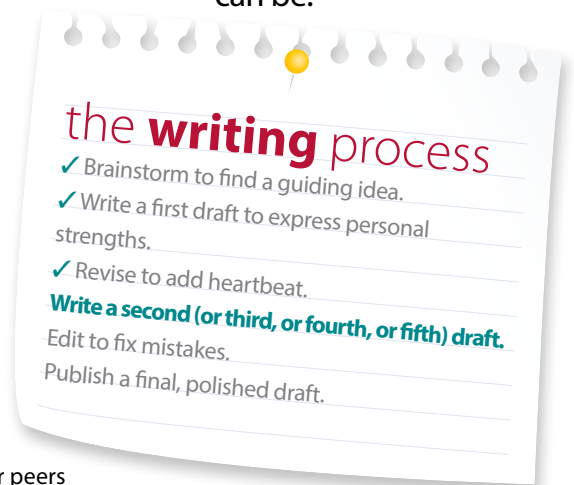 can be.
the writing process
✓ Brainstorm to find a guiding idea.
✓ Write a first draft to express personal
strengths.
✓ Revise to add heartbeat.
Write a second (or third, or fourth, or fifth) draft.
Edit to fix mistakes.
Publish a final, polished draft.
r peers